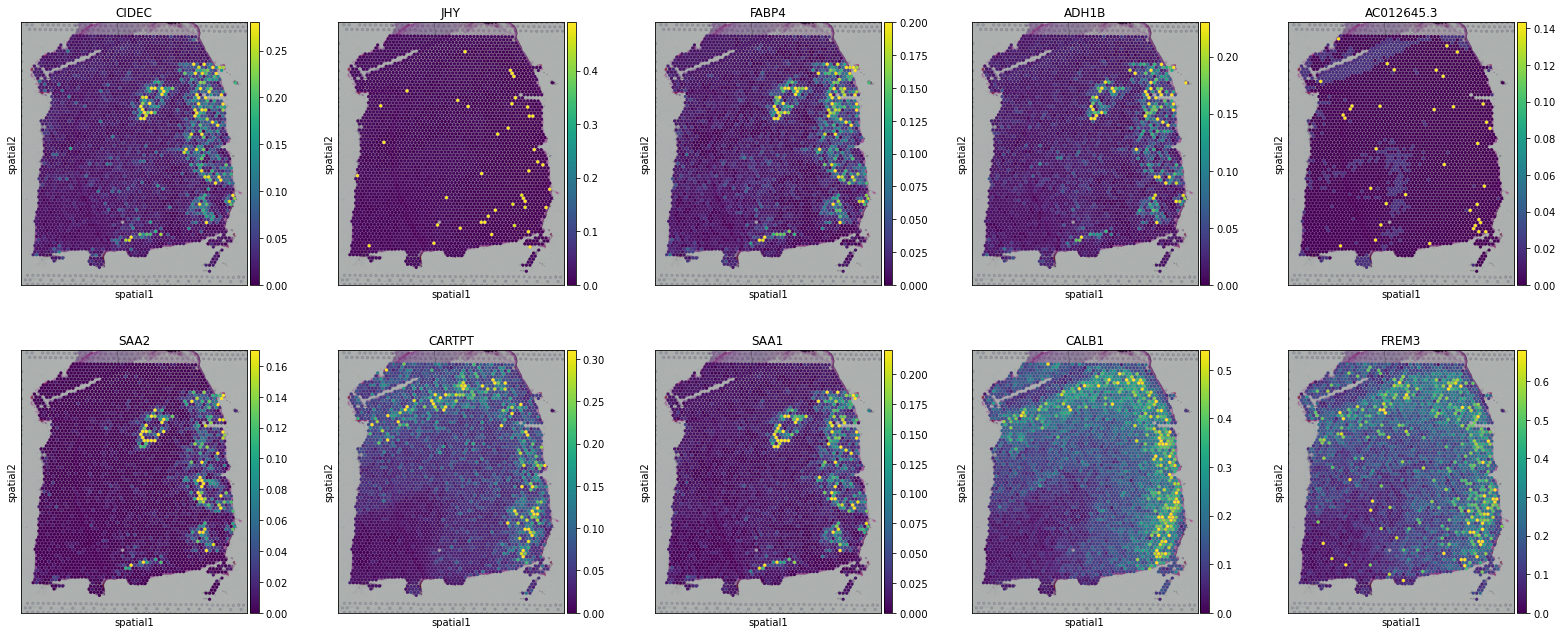 CIDEC
JHY
FABP4
ADH1B
AC012645.3
spatial2
spatial2
spatial2
spatial2
spatial2
0.25
0.20
0.15
0.10
0.05
0.00
0.4
0.3
0.2
0.1
0.0
0.200
0.175
0.150
0.125
0.100
0.075
0.050
0.025
0.000
0.20
0.15
0.10
0.05
0.00
0.14
0.12
0.10
0.08
0.06
0.04
0.02
0.00
spatial1
spatial1
spatial1
spatial1
spatial1
SAA2
CARTPT
SAA1
CALB1
FREM3
spatial2
spatial2
spatial2
spatial2
spatial2
0.16
0.14
0.12
0.10
0.08
0.06
0.04
0.02
0.00
0.30
0.25
0.20
0.15
0.10
0.05
0.00
0.200
0.175
0.150
0.125
0.100
0.075
0.050
0.025
0.000
0.5
0.4
0.3
0.2
0.1
0.0
0.6
0.5
0.4
0.3
0.2
0.1
0.0
spatial1
spatial1
spatial1
spatial1
spatial1